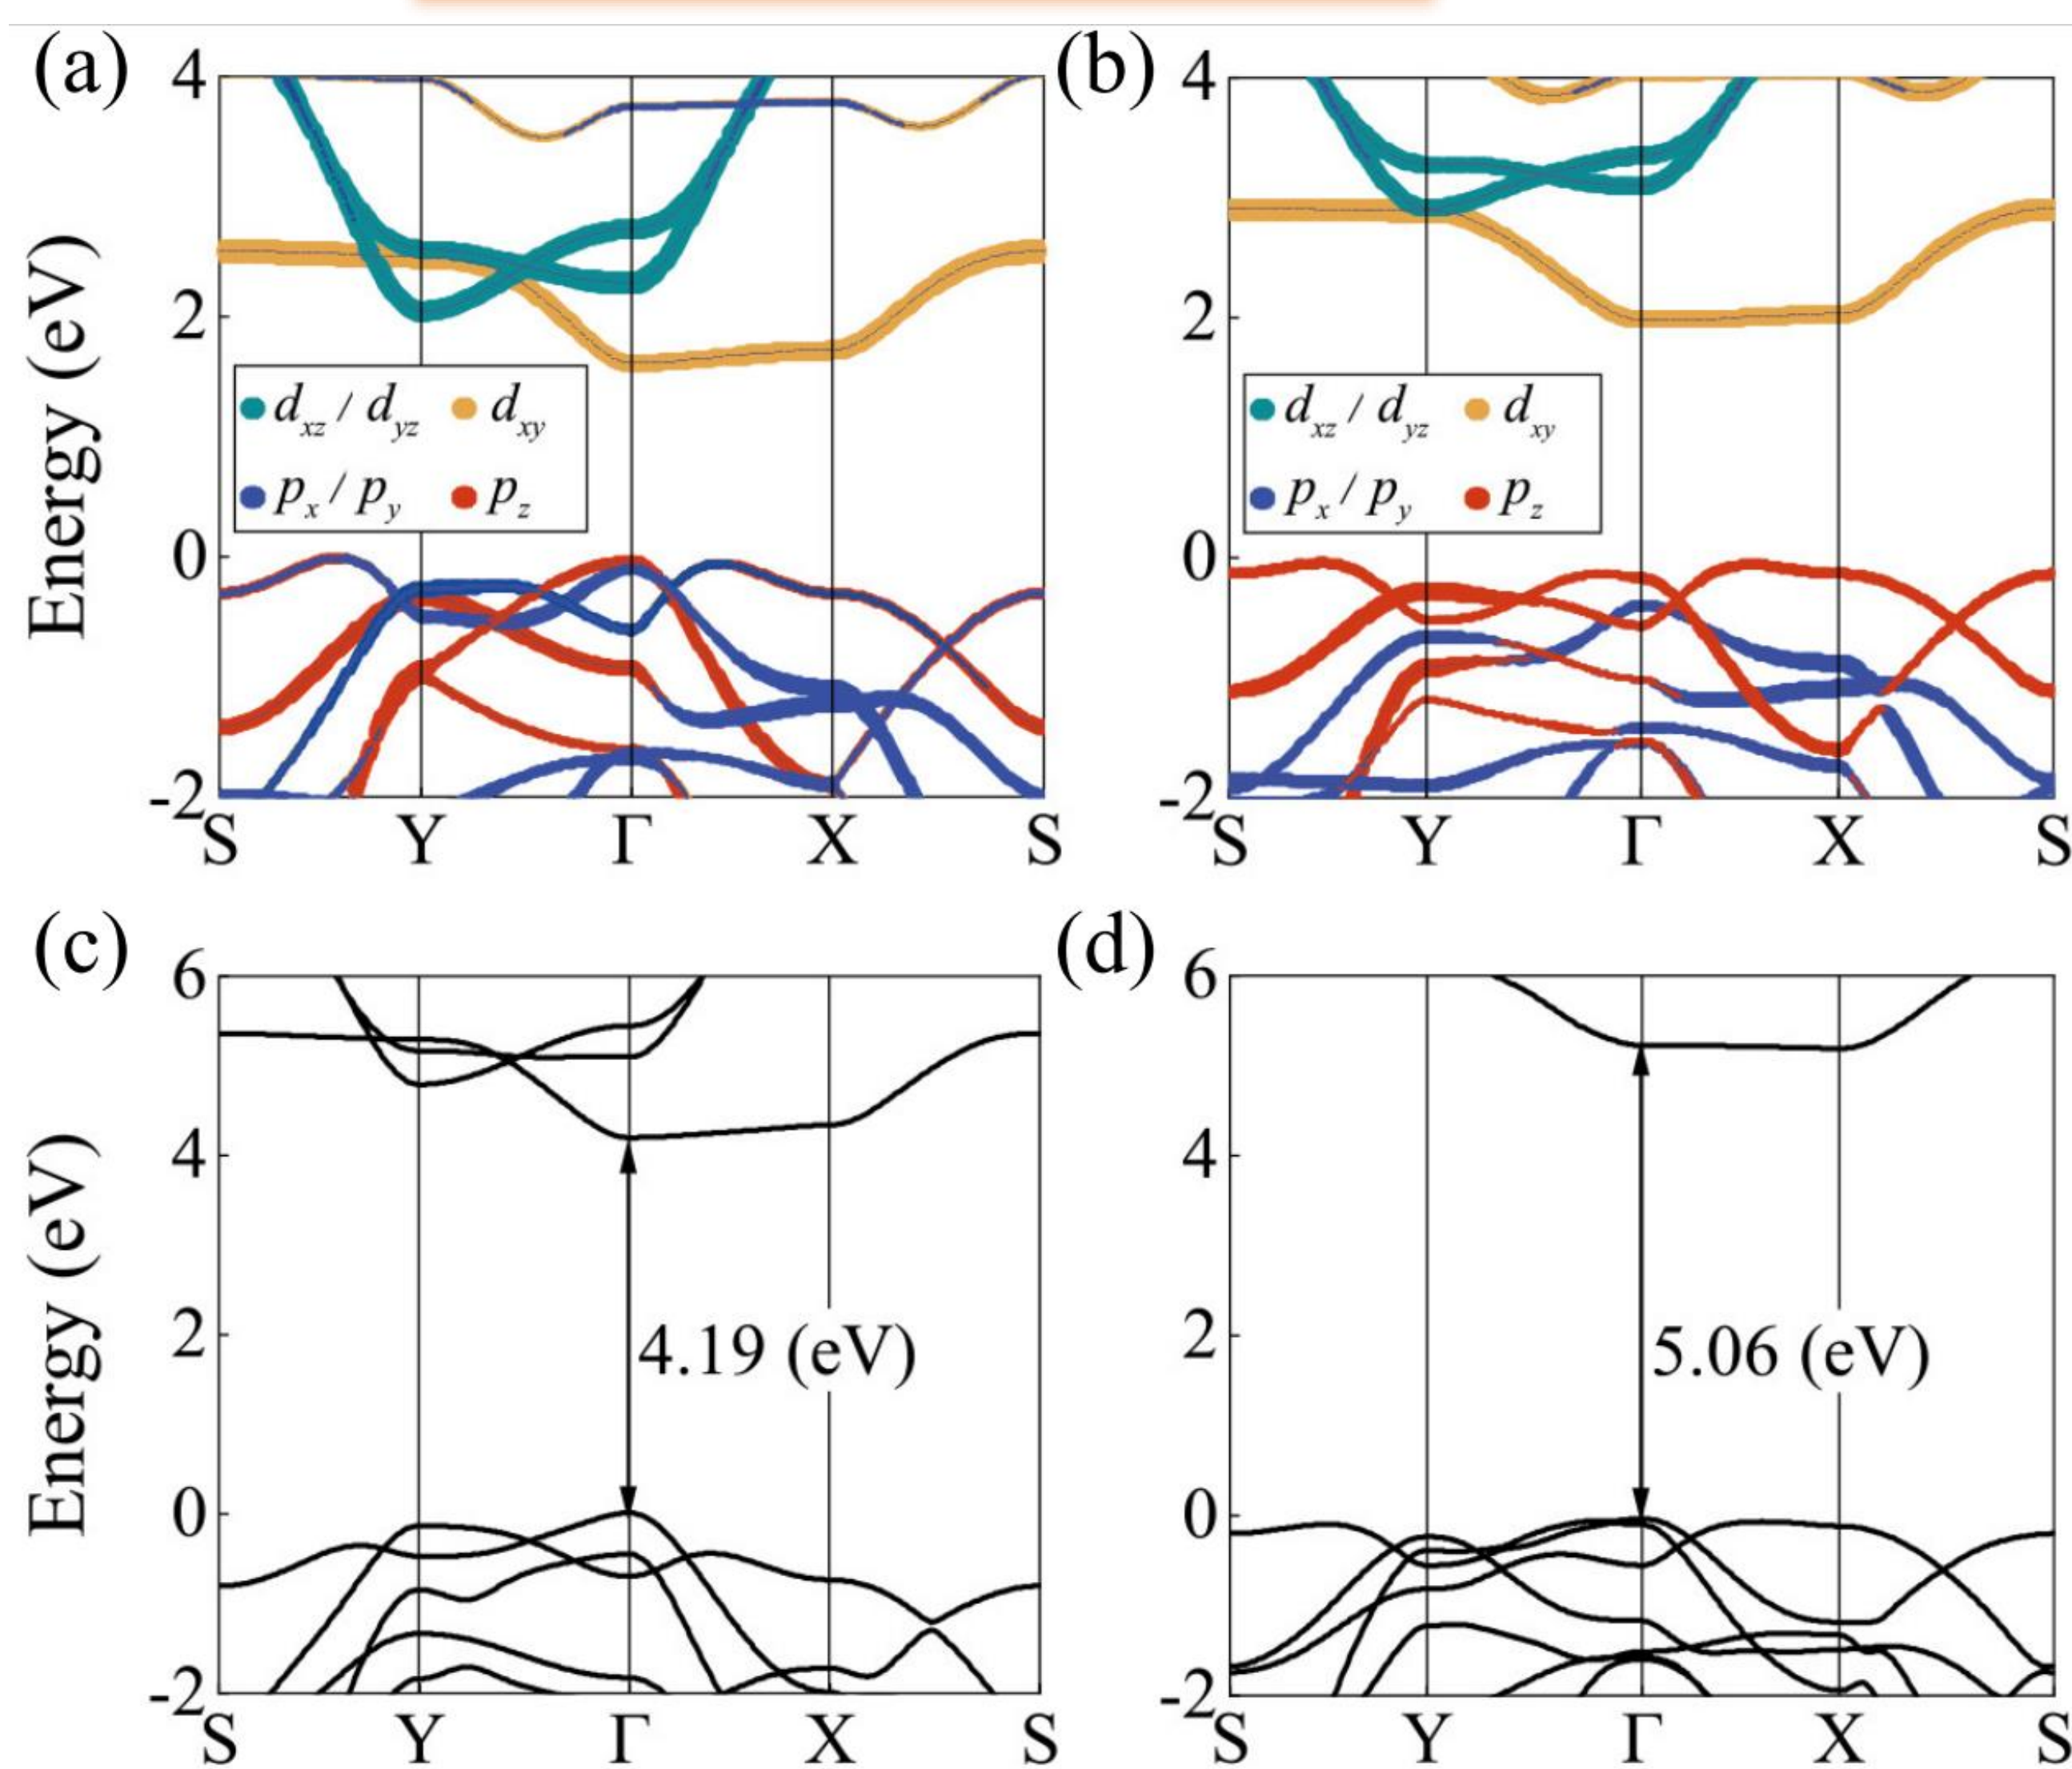 (a)
(b)
4
2
0
-2
Energy (eV)
d_xz / d_yz d_xy
p_x / p_y p_z
S Y Γ X S
4
2
0
-2
d_xz / d_yz d_xy
p_x / p_y p_z
S Y Γ X S
(c)
(d)
6
4
2
0
-2
Energy (eV)
4.19 (eV)
S Y Γ X S
6
4
2
0
-2
5.06 (eV)
S Y Γ X S